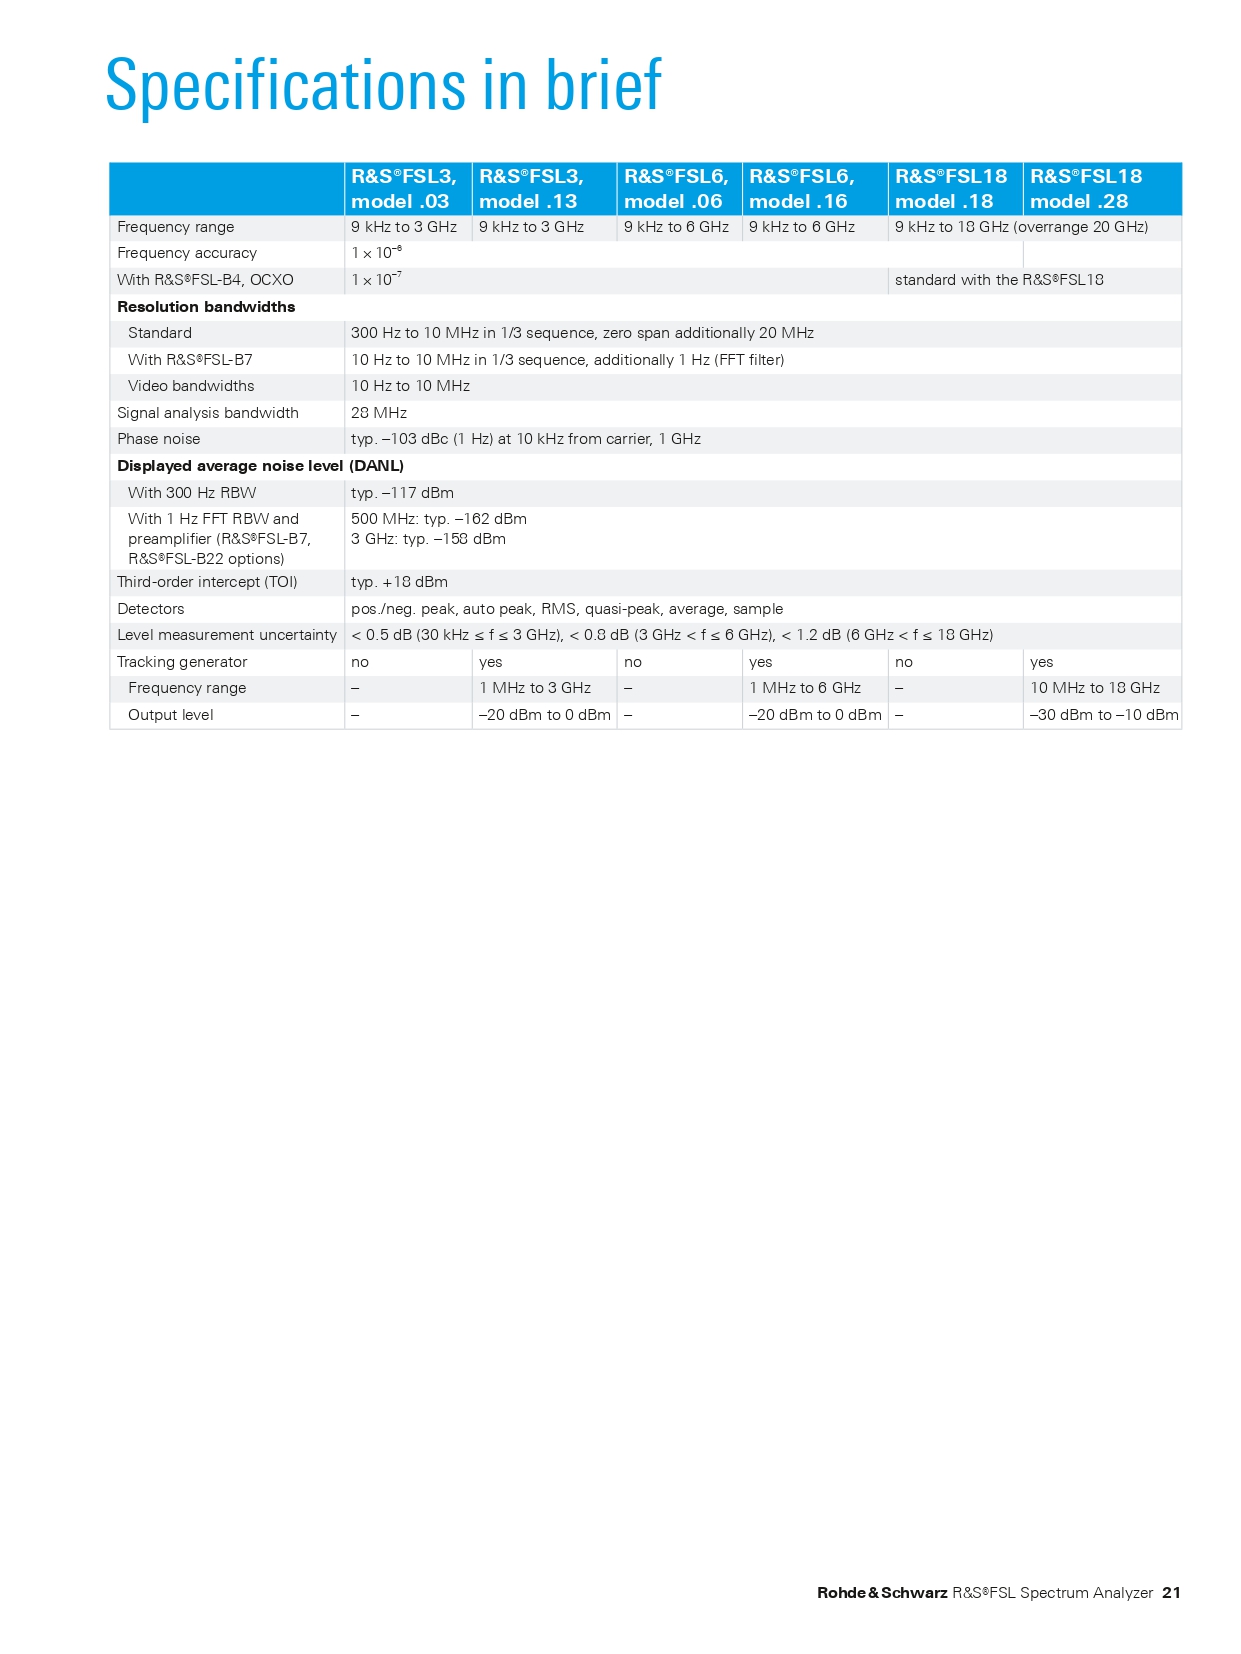 Specifications in brief
R&S®FSL3, model .03 R&S®FSL3, model .13 R&S®FSL6, model .06 R&S®FSL6, model .16 R&S®FSL18 model .18 R&S®FSL18 model .28
Frequency range 9 kHz to 3 GHz 9 kHz to 3 GHz 9 kHz to 6 GHz 9 kHz to 6 GHz 9 kHz to 18 GHz (overrange 20 GHz)
Frequency accuracy 1 × 10⁻⁶
With R&S®FSL-B4, OCXO 1 × 10⁻⁷ standard with the R&S®FSL18
Resolution bandwidths
Standard 300 Hz to 10 MHz in 1/3 sequence, zero span additionally 20 MHz
With R&S®FSL-B7 10 Hz to 10 MHz in 1/3 sequence, additionally 1 Hz (FFT filter)
Video bandwidths 10 Hz to 10 MHz
Signal analysis bandwidth 28 MHz
Phase noise typ. –103 dBc (1 Hz) at 10 kHz from carrier, 1 GHz
Displayed average noise level (DANL)
With 300 Hz RBW typ. –117 dBm
With 1 Hz FFT RBW and 500 MHz: typ. –162 dBm
preamplifier (R&S®FSL-B7, 3 GHz: typ. –158 dBm
R&S®FSL-B22 options)
Third-order intercept (TOI) typ. +18 dBm
Detectors pos./neg. peak, auto peak, RMS, quasi-peak, average, sample
Level measurement uncertainty < 0.5 dB (30 kHz ≤ f ≤ 3 GHz), < 0.8 dB (3 GHz < f ≤ 6 GHz), < 1.2 dB (6 GHz < f ≤ 18 GHz)
Tracking generator no yes no yes no yes
Frequency range – 1 MHz to 3 GHz – 1 MHz to 6 GHz – 10 MHz to 18 GHz
Output level – –20 dBm to 0 dBm – –20 dBm to 0 dBm – –30 dBm to –10 dBm
Rohde & Schwarz R&S®FSL Spectrum Analyzer 21